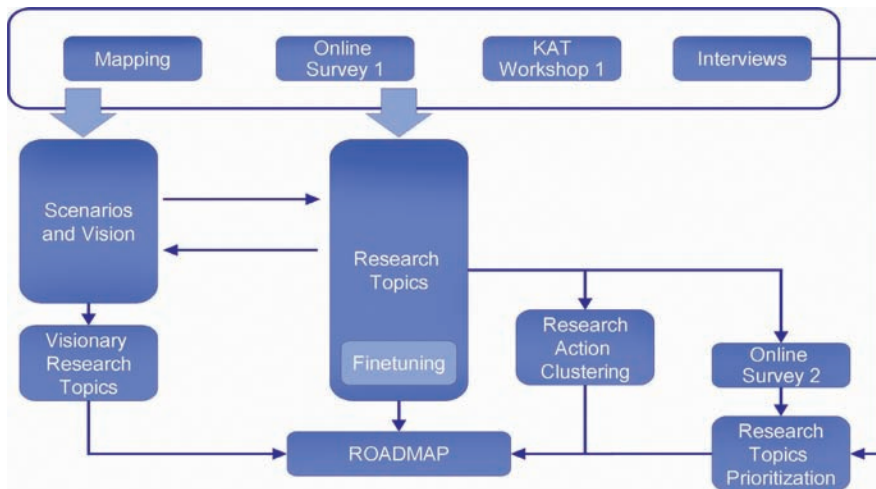 Mapping
Online
Survey 1
KAT
Workshop 1
Interviews
Scenarios
and Vision
Research
Topics
Finetuning
Visionary
Research
Topics
Research
Action
Clustering
Online
Survey 2
ROADMAP
Research
Topics
Prioritization